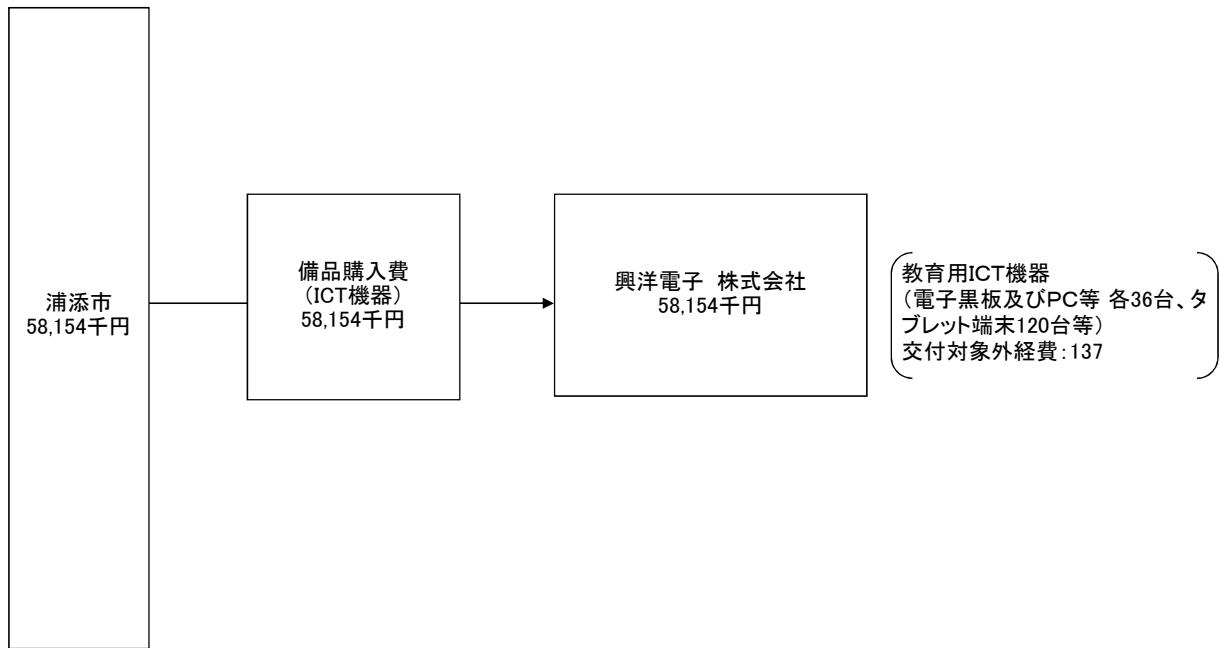 浦添市
58,154千円
備品購入費
(ICT機器)
58,154千円
興洋電子 株式会社
58,154千円
教育用ICT機器
(電子黒板及びPC等 各36台、タ
ブレット端末120台等)
交付対象外経費:137